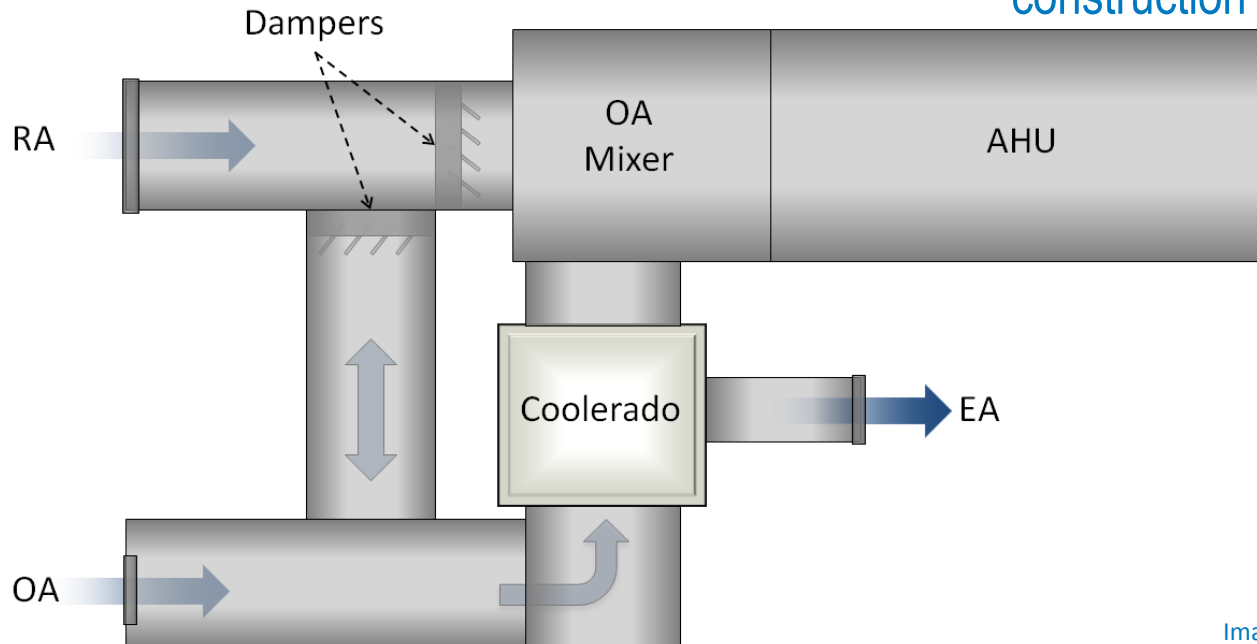 construction
Dampers
RA
OA
Mixer
AHU
Coolerado
EA
OA